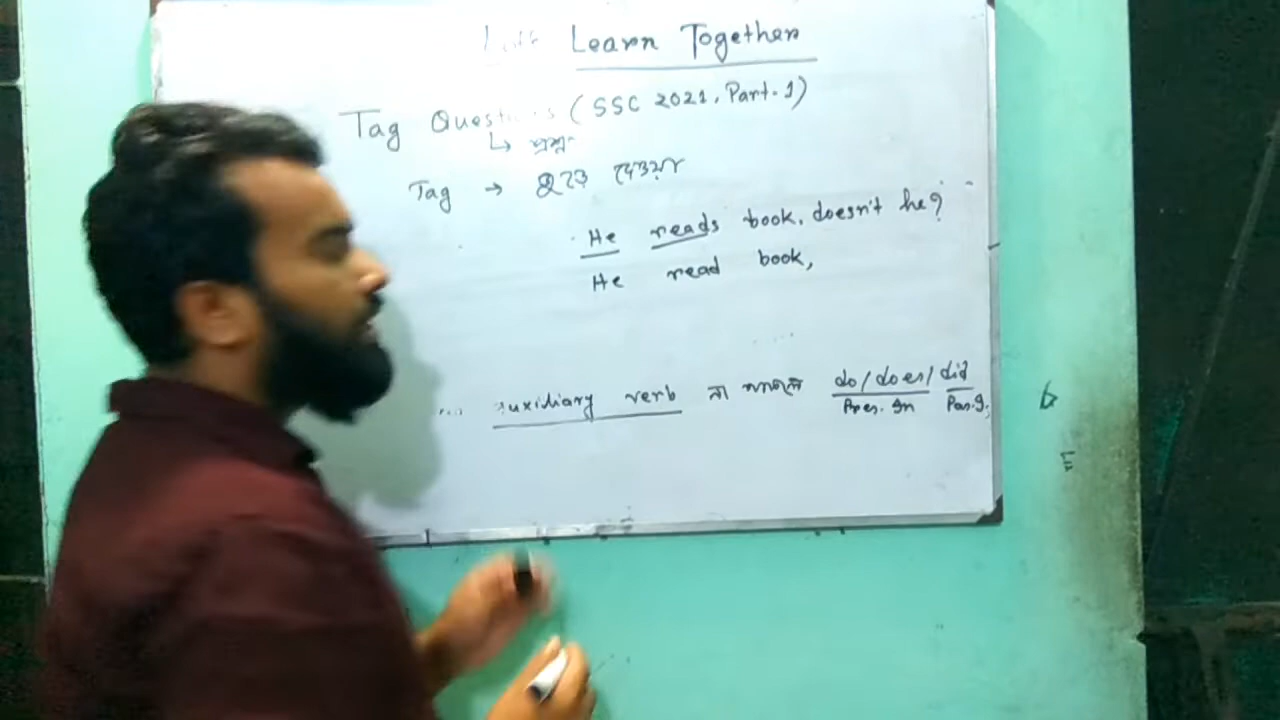 Learn Together
Tag Questions (SSC 2021, Part-1)
↳ প্রশ্ন
Tag → জুড়ে দেওয়া
He reads book, doesn't he?
He read book,
auxiliary verb না থাকলে do/does/did
Pres. In Pas. I.